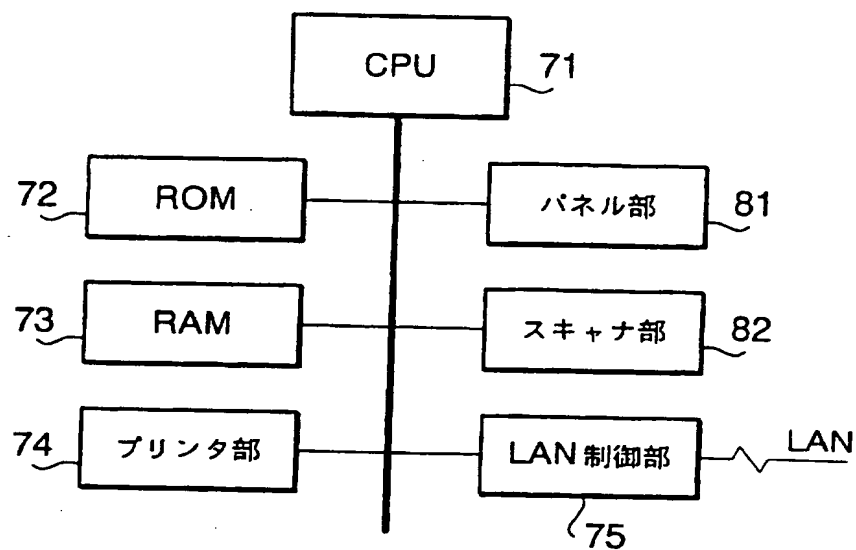 CPU
71
72
ROM
パネル部
81
73
RAM
スキャナ部
82
74
プリンタ部
LAN 制御部
LAN
75